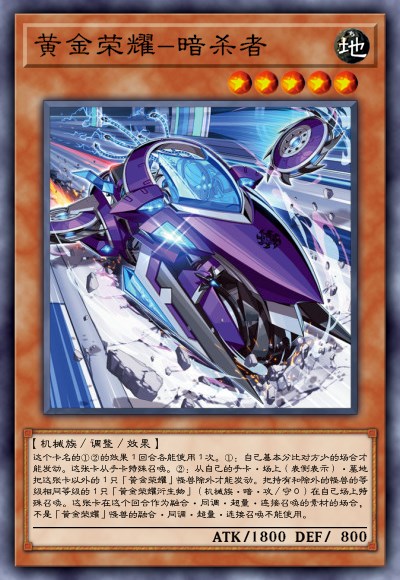 黄金荣耀-暗杀者
地
【机械族／调整／效果】
这个卡名的①②的效果1回合各能使用1次。①：自己基本分比对方少的场合才
能发动。这张卡从手卡特殊召唤。②：从自己的手卡·场上（表侧表示）·墓地
把这张卡以外的1只「黄金荣耀」怪兽除外才能发动。把持有和除外的怪兽的等
级相同等级的1只「黄金荣耀衍生物」（机械族·暗·攻／守0）在自己场上特
殊召唤。这张卡在这个回合作为融合·同调·超量·连接召唤的素材的场合，
不是「黄金荣耀」怪兽的融合·同调·超量·连接召唤不能使用。
ATK/1800 DEF/ 800